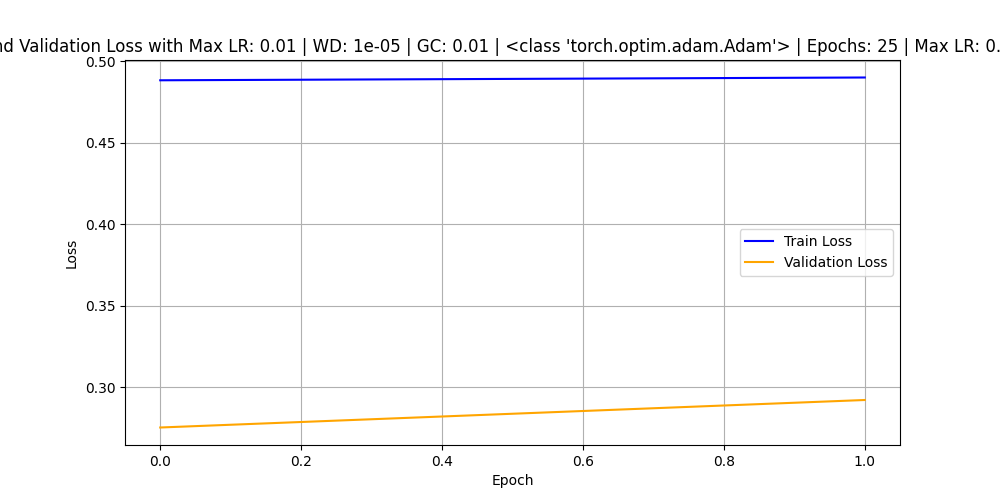 nd Validation Loss with Max LR: 0.01 | WD: 1e-05 | GC: 0.01 | <class 'torch.optim.adam.Adam'> | Epochs: 25 | Max LR: 0.
0.50
0.45
0.40
0.35
0.30
Loss
Train Loss
Validation Loss
0.0 0.2 0.4 0.6 0.8 1.0
Epoch